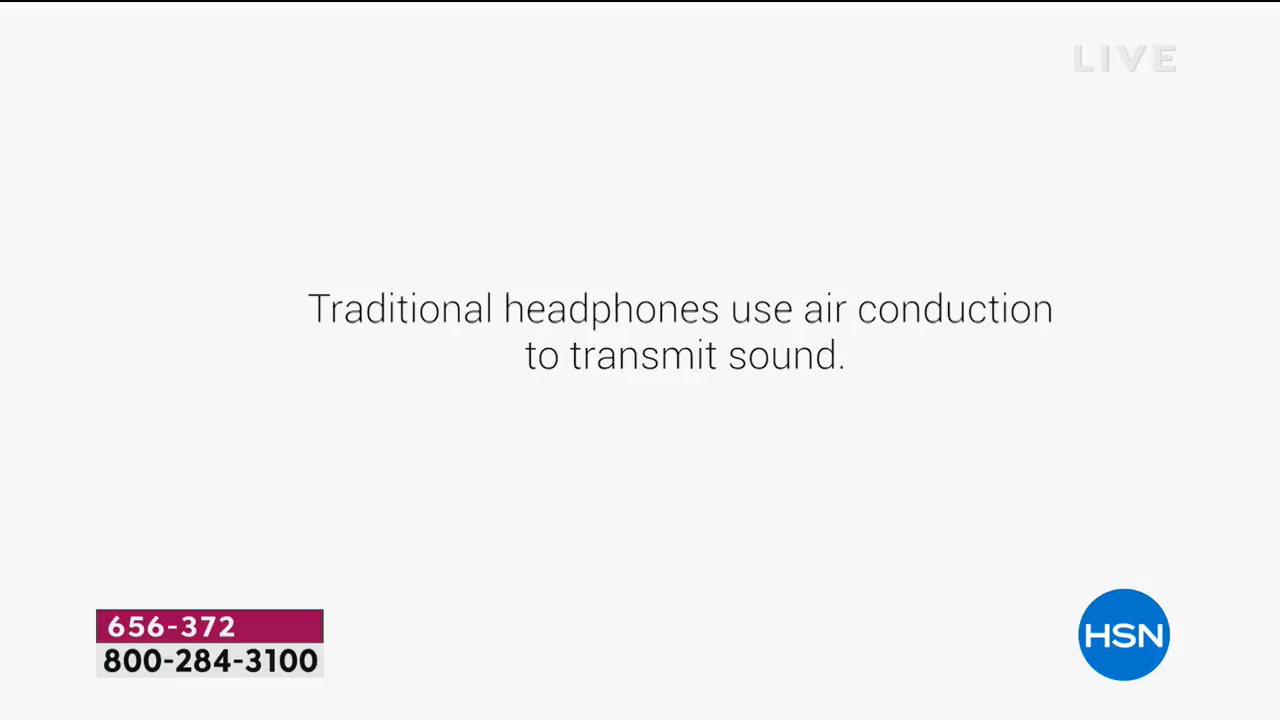 LIVE
Traditional headphones use air conduction
to transmit sound.
656-372
800-284-3100
HSN